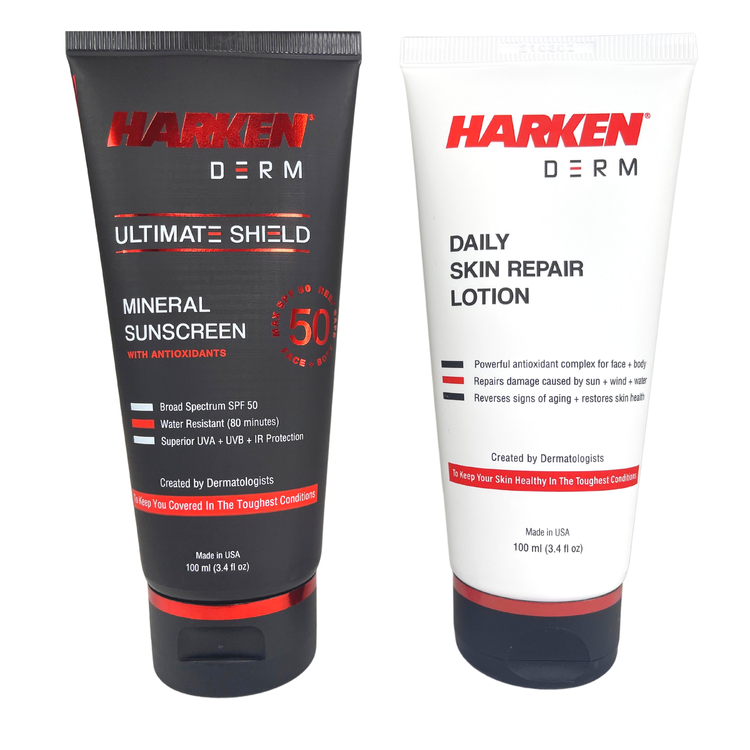 HARKEN®
DERM
ULTIMATE SHIELD
MINERAL
SUNSCREEN
WITH ANTIOXIDANTS
50
FACE + BODY
Broad Spectrum SPF 50
Water Resistant (80 minutes)
Superior UVA + UVB + IR Protection
Created by Dermatologists
To Keep You Covered In The Toughest Conditions
Made in USA
100 ml (3.4 fl oz)
HARKEN®
DERM
DAILY
SKIN REPAIR
LOTION
Powerful antioxidant complex for face + body
Repairs damage caused by sun + wind + water
Reverses signs of aging + restores skin health
Created by Dermatologists
To Keep Your Skin Healthy In The Toughest Conditions
Made in USA
100 ml (3.4 fl oz)